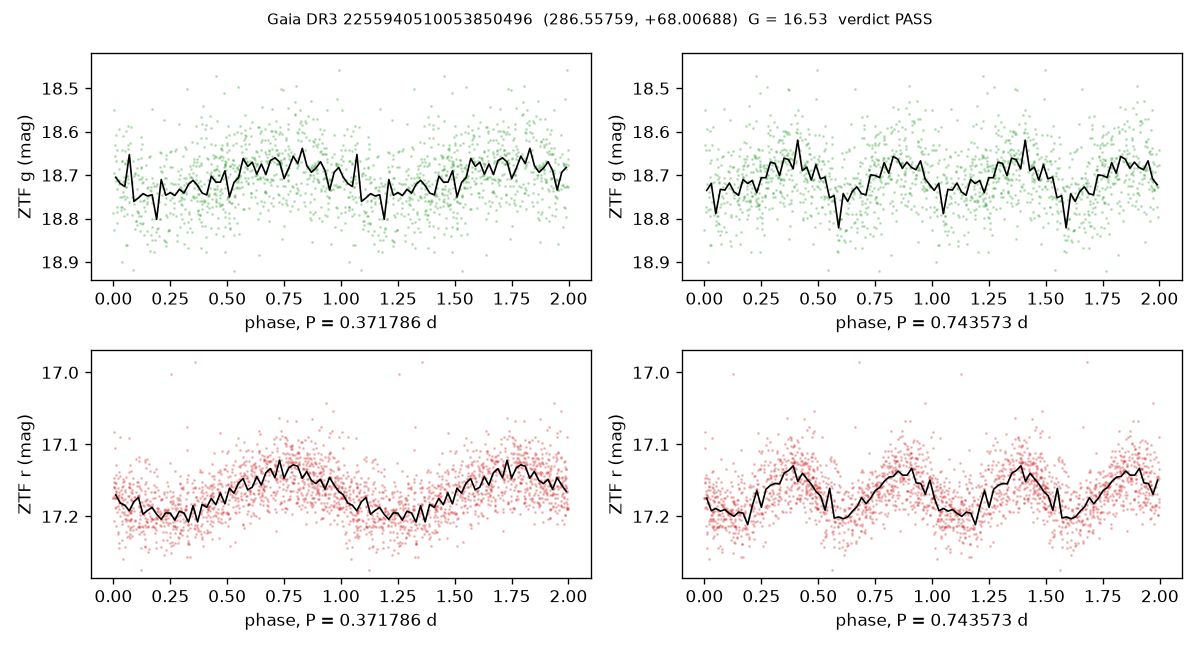 Gaia DR3 2255940510053850496  (286.55759, +68.00688)  G = 16.53  verdict PASS
ZTF g (mag)
18.5
18.6
18.7
18.8
18.9
0.00 0.25 0.50 0.75 1.00 1.25 1.50 1.75 2.00
phase, P = 0.371786 d
ZTF g (mag)
18.5
18.6
18.7
18.8
18.9
0.00 0.25 0.50 0.75 1.00 1.25 1.50 1.75 2.00
phase, P = 0.743573 d
ZTF r (mag)
17.0
17.1
17.2
0.00 0.25 0.50 0.75 1.00 1.25 1.50 1.75 2.00
phase, P = 0.371786 d
ZTF r (mag)
17.0
17.1
17.2
0.00 0.25 0.50 0.75 1.00 1.25 1.50 1.75 2.00
phase, P = 0.743573 d